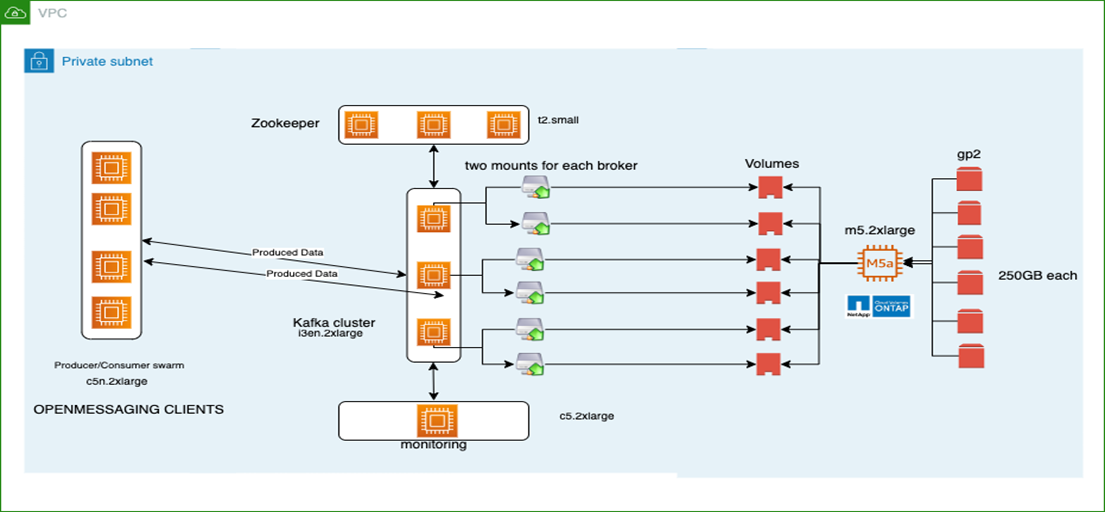 VPC
Private subnet
Zookeeper
t2.small
two mounts for each broker
Volumes
gp2
m5.2xlarge
M5a
250GB each
NetApp
Cloud Volumes
ONTAP
Produced Data
Produced Data
Kafka cluster
i3en.2xlarge
Producer/Consumer swarm
c5n.2xlarge
OPENMESSAGING CLIENTS
c5.2xlarge
monitoring